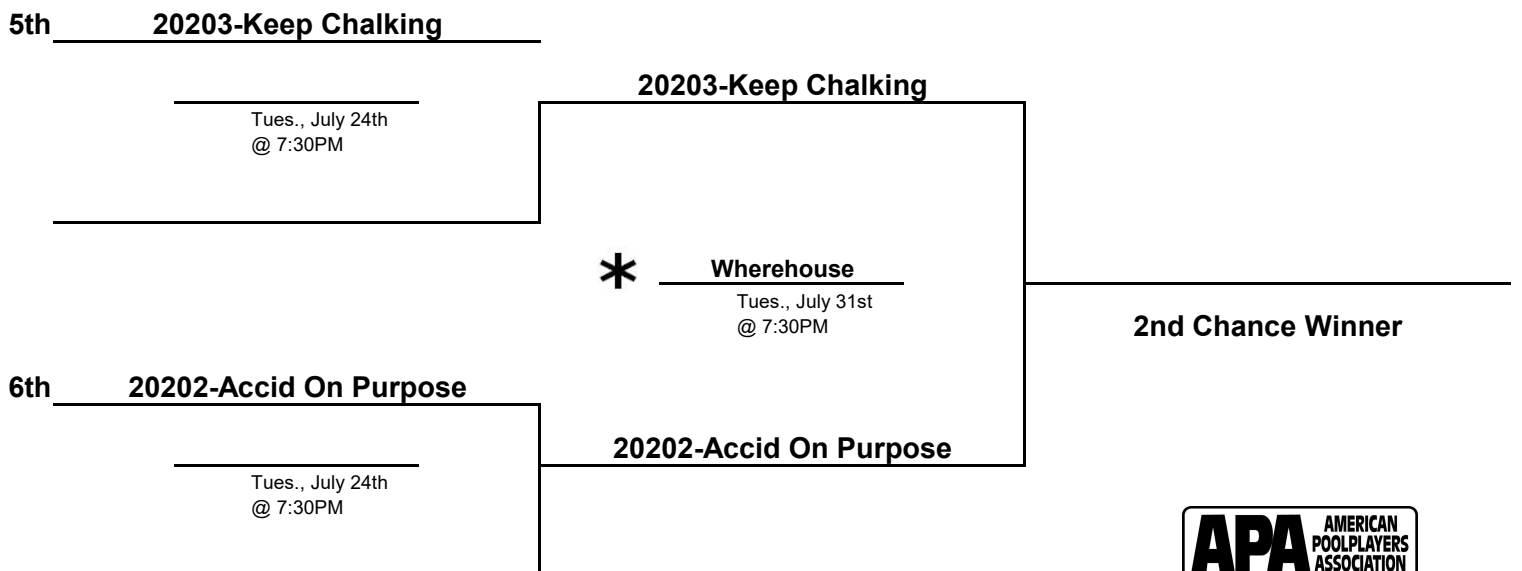 5th 20203-Keep Chalking
20203-Keep Chalking
Tues., July 24th
@ 7:30PM
* Wherehouse
Tues., July 31st
@ 7:30PM
2nd Chance Winner
6th 20202-Accid On Purpose
20202-Accid On Purpose
Tues., July 24th
@ 7:30PM
APA AMERICAN
POOLPLAYERS
ASSOCIATION